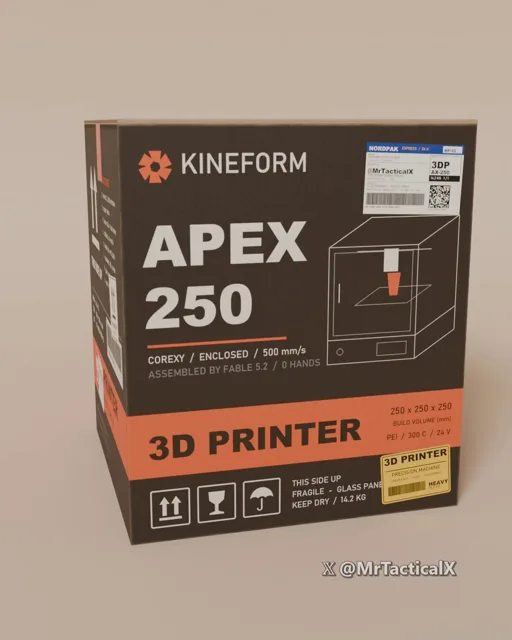 KINEFORM
NORDPAK
3DP
AX-250
@MrTacticalX
APEX
250
COREXY / ENCLOSED / 500 mm/s
ASSEMBLED BY FABLE 5.2 / 0 HANDS
250 x 250 x 250
BUILD VOLUME (mm)
PEI / 300 C / 24 V
3D PRINTER
3D PRINTER
PRECISION MACHINE
HEAVY
THIS SIDE UP
FRAGILE - GLASS PANE
KEEP DRY / 14.2 KG
X @MrTacticalX